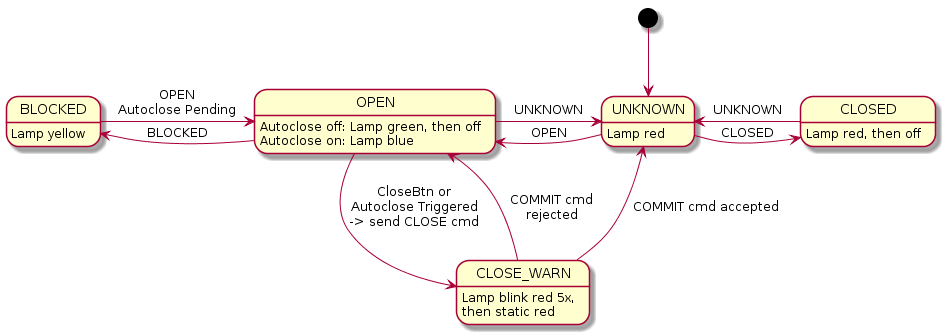 BLOCKED
Lamp yellow
OPEN
Autoclose Pending
BLOCKED
OPEN
Autoclose off: Lamp green, then off
Autoclose on: Lamp blue
UNKNOWN
OPEN
UNKNOWN
Lamp red
UNKNOWN
CLOSED
CLOSED
Lamp red, then off
CloseBtn or
Autoclose Triggered
-> send CLOSE cmd
COMMIT cmd
rejected
COMMIT cmd accepted
CLOSE_WARN
Lamp blink red 5x,
then static red